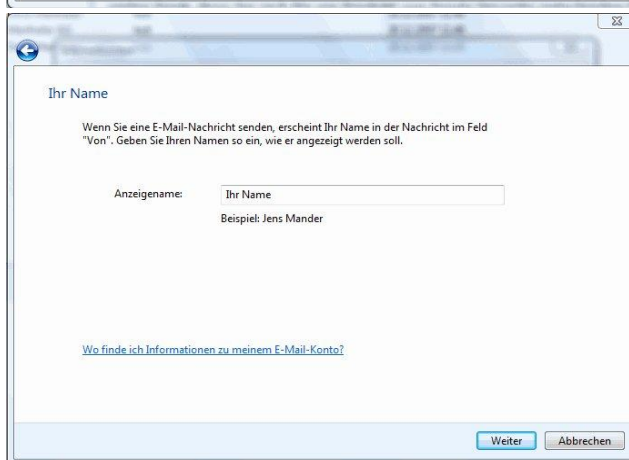 Ihr Name
Wenn Sie eine E-Mail-Nachricht senden, erscheint Ihr Name in der Nachricht im Feld
"Von". Geben Sie Ihren Namen so ein, wie er angezeigt werden soll.
Anzeigename: Ihr Name
Beispiel: Jens Mander
Wo finde ich Informationen zu meinem E-Mail-Konto?
Weiter Abbrechen